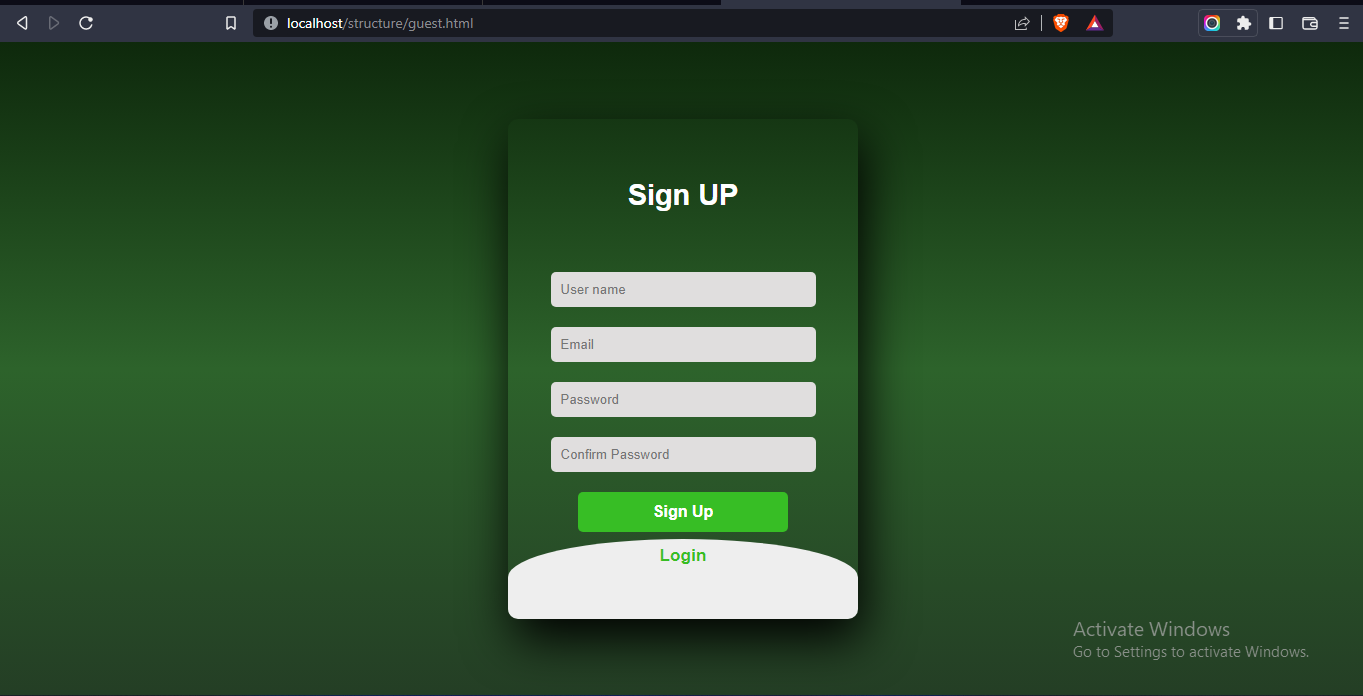 localhost/structure/guest.html
Sign UP
User name
Email
Password
Confirm Password
Sign Up
Login
Activate Windows
Go to Settings to activate Windows.